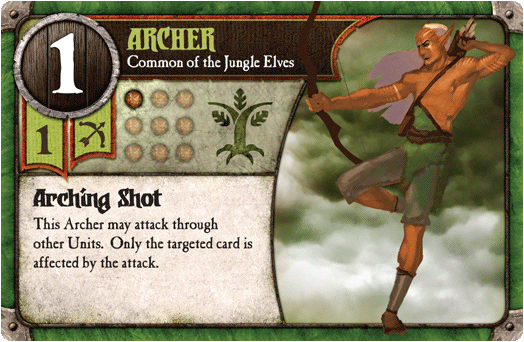 1
ARCHER
Common of the Jungle Elves
1
Arching Shot
This Archer may attack through
other Units. Only the targeted card is
affected by the attack.